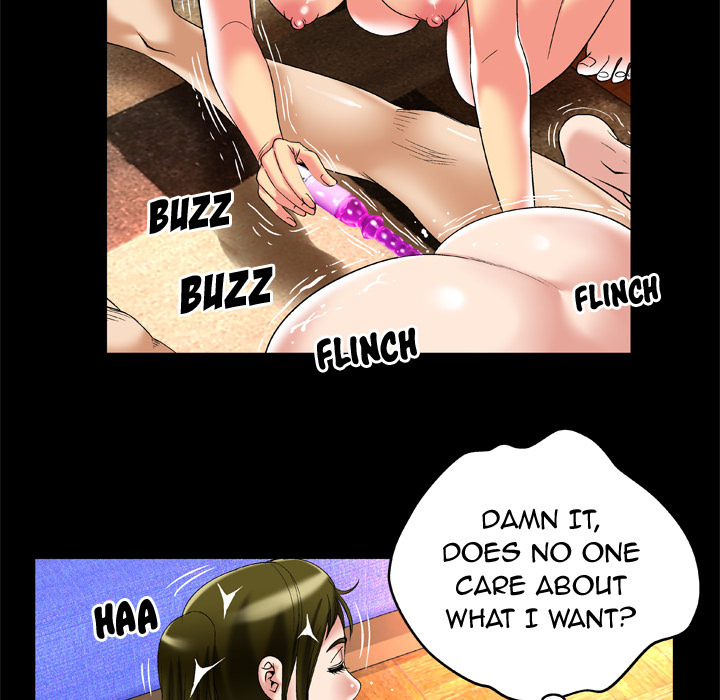 BUZZ
BUZZ
FLINCH
FLINCH
DAMN IT,
DOES NO ONE
CARE ABOUT
WHAT I WANT?
HAA